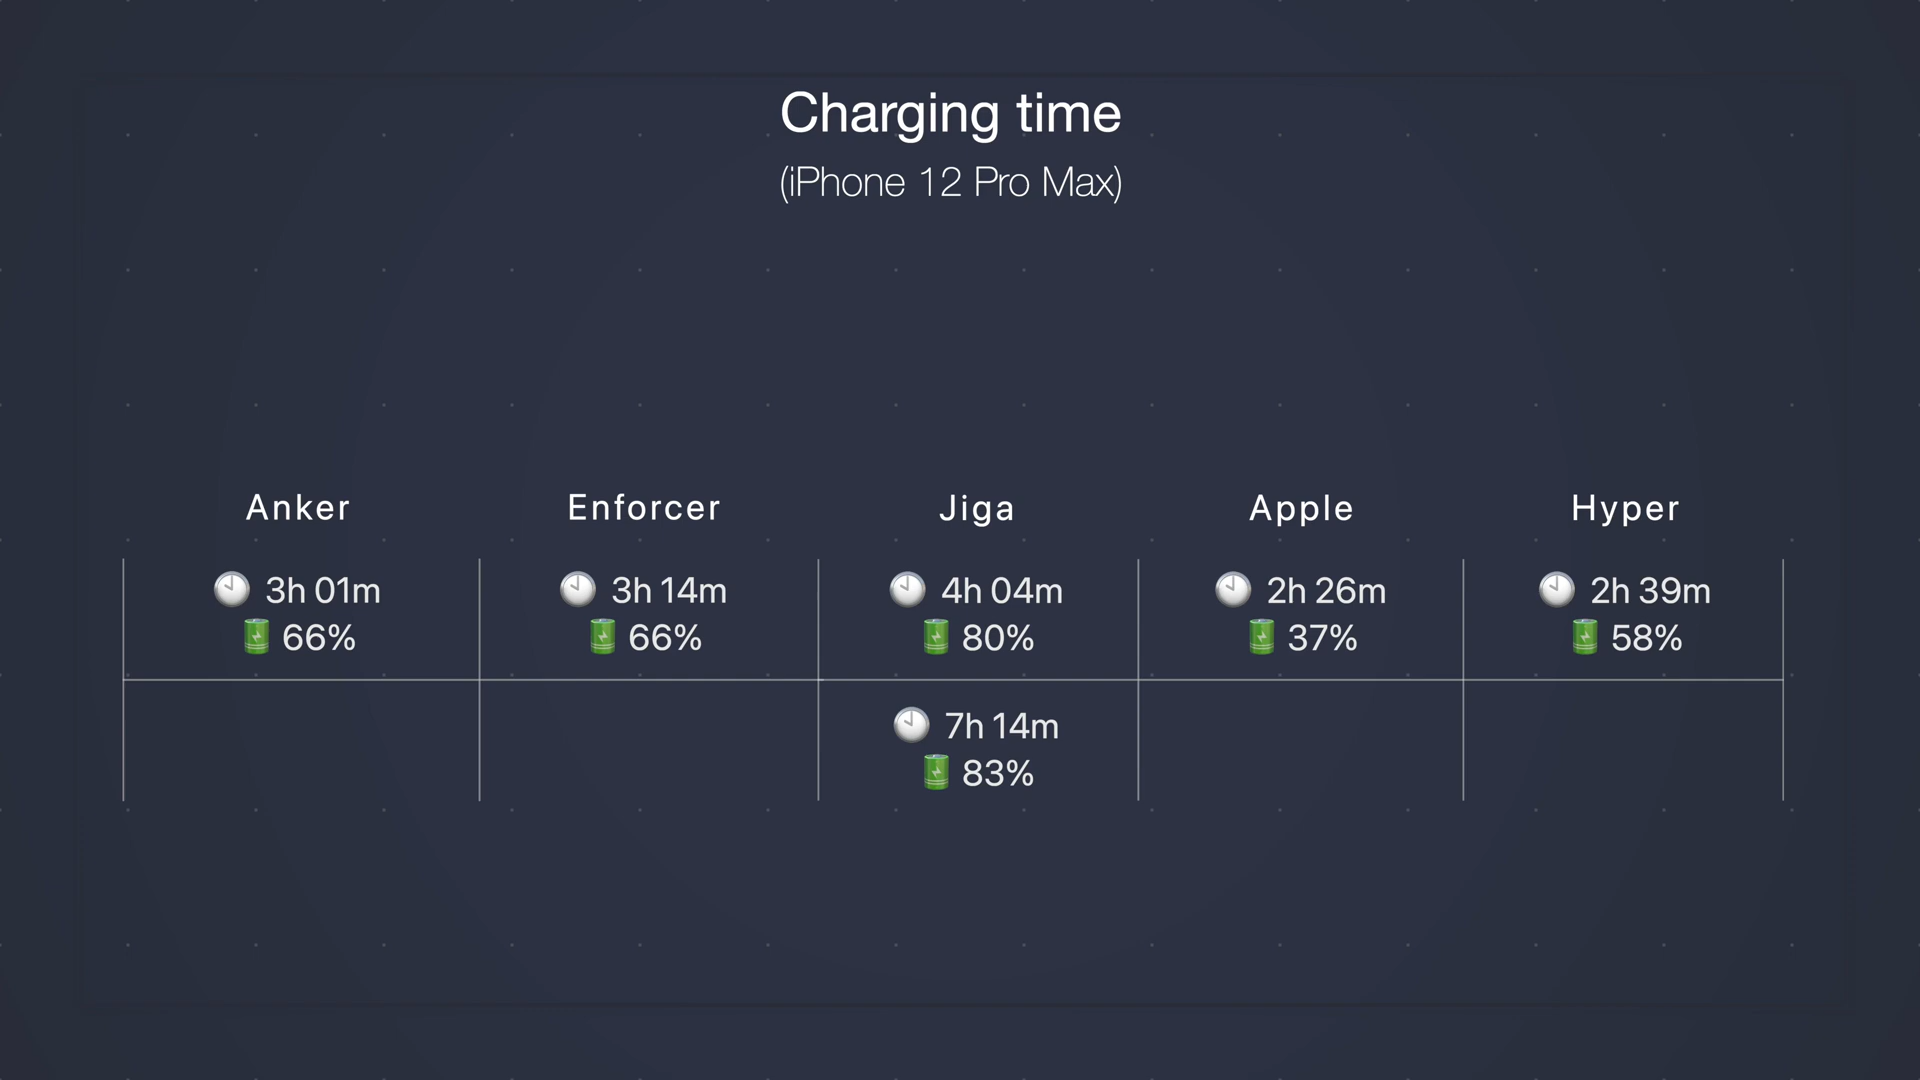 Charging time
(iPhone 12 Pro Max)
Anker Enforcer Jiga Apple Hyper
3h 01m 3h 14m 4h 04m 2h 26m 2h 39m
66% 66% 80% 37% 58%
7h 14m
83%